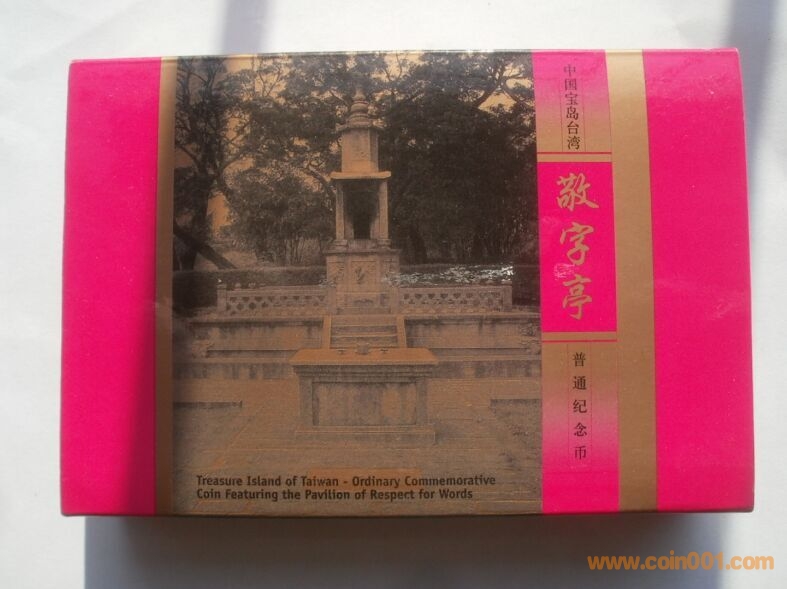 中国宝岛台湾
敬字亭
普通纪念币
Treasure Island of Taiwan - Ordinary Commemorative
Coin Featuring the Pavilion of Respect for Words
www.coin001.com